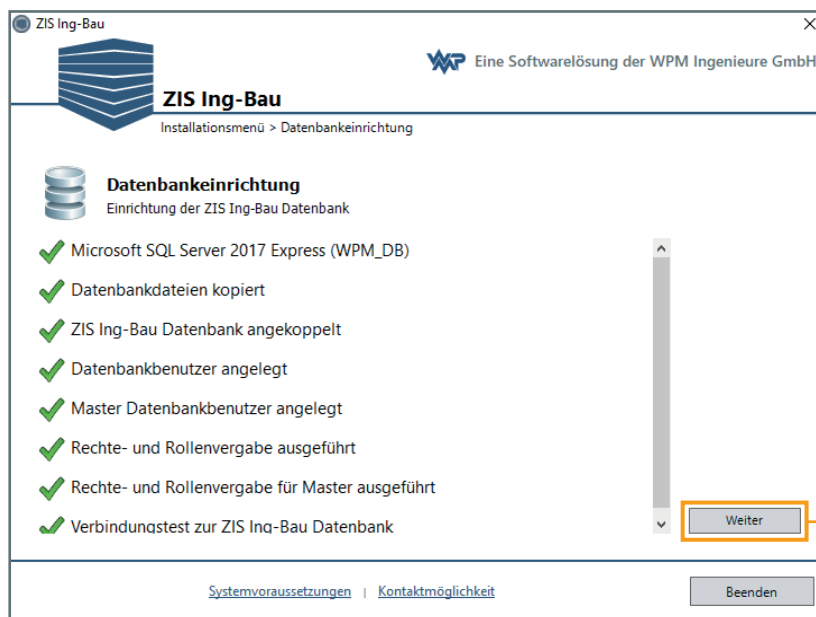 ZIS Ing-Bau
WPM Eine Softwarelösung der WPM Ingenieure GmbH
ZIS Ing-Bau
Installationsmenü > Datenbankeinrichtung
Datenbankeinrichtung
Einrichtung der ZIS Ing-Bau Datenbank
Microsoft SQL Server 2017 Express (WPM_DB)
Datenbankdateien kopiert
ZIS Ing-Bau Datenbank angekoppelt
Datenbankbenutzer angelegt
Master Datenbankbenutzer angelegt
Rechte- und Rollenvergabe ausgeführt
Rechte- und Rollenvergabe für Master ausgeführt
Verbindungstest zur ZIS Ing-Bau Datenbank
Weiter
Systemvoraussetzungen | Kontaktmöglichkeit
Beenden